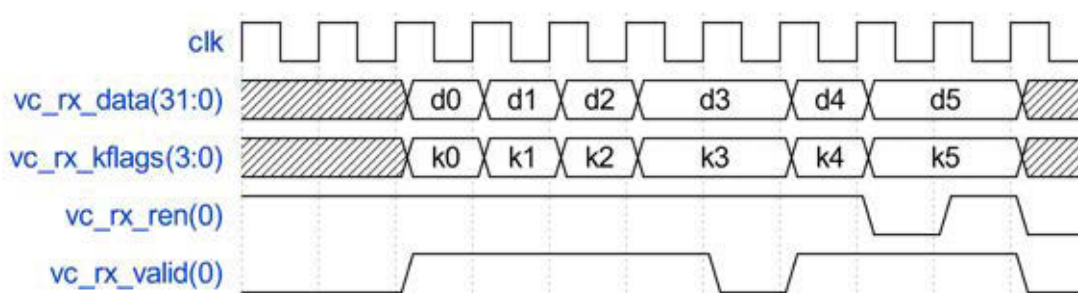 clk
vc_rx_data(31:0) d0 d1 d2 d3 d4 d5
vc_rx_kflags(3:0) k0 k1 k2 k3 k4 k5
vc_rx_ren(0)
vc_rx_valid(0)